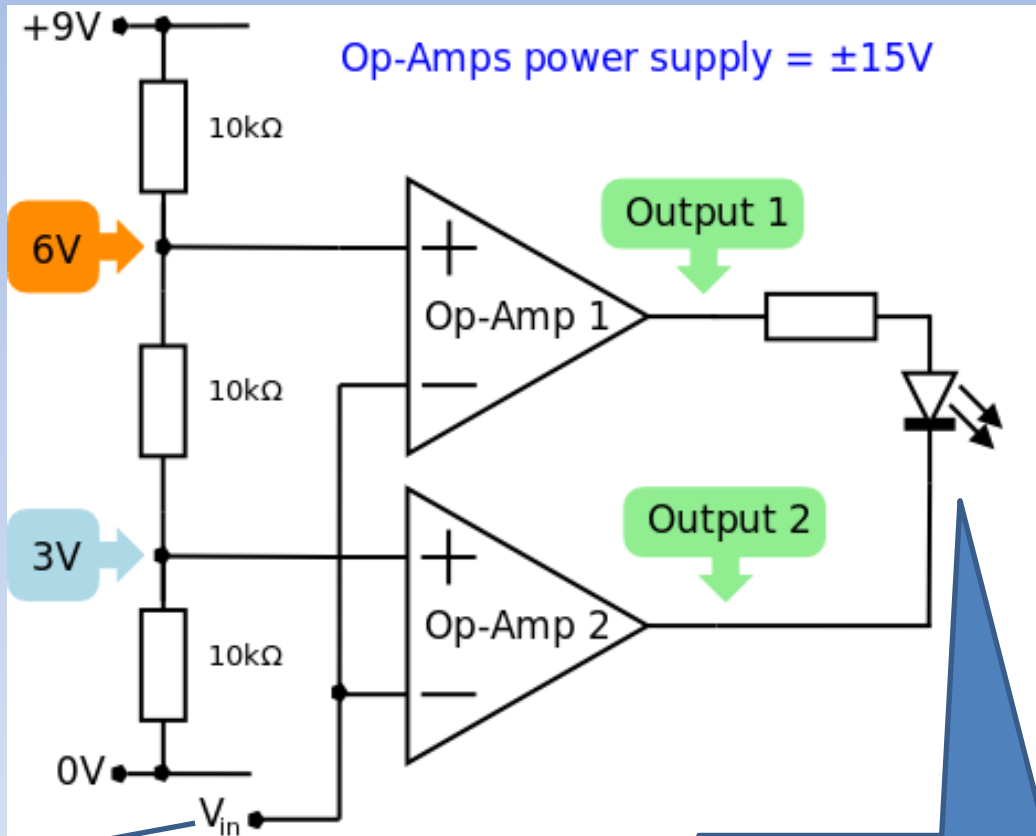 +9V
Op-Amps power supply = ±15V
10kΩ
Output 1
6V
+
Op-Amp 1
−
10kΩ
Output 2
3V
+
Op-Amp 2
10kΩ
−
0V
Vin